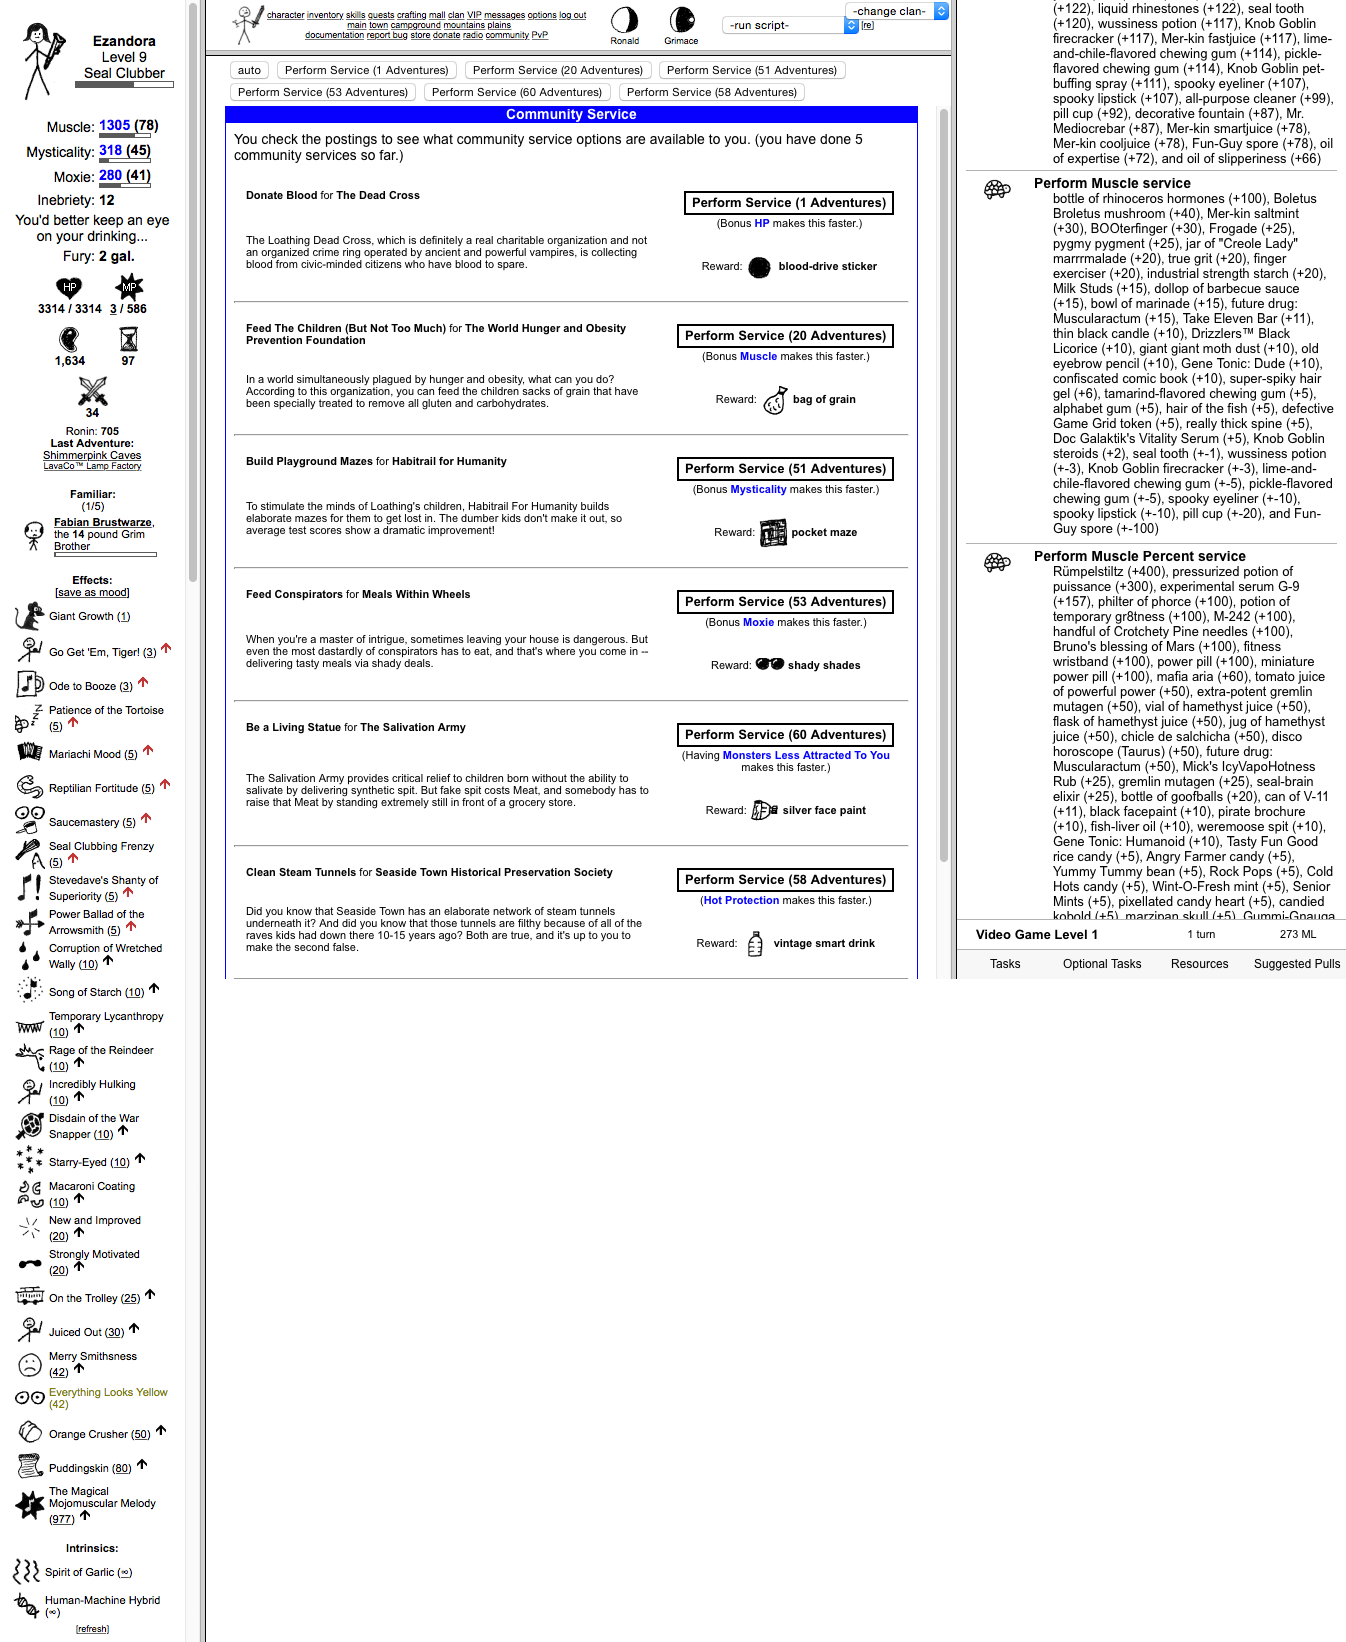 Ezandora
Level 9
Seal Clubber
Muscle: 1305 (78)
Mysticality: 318 (45)
Moxie: 280 (41)
Inebriety: 12
You'd better keep an eye
on your drinking...
Fury: 2 gal.
HP MP
3314 / 3314 3 / 586
1,634 97
34
Ronin: 705
Last Adventure:
Shimmerpink Caves
LavaCo™ Lamp Factory
Familiar:
(1/5)
Fabian Brustwarze,
the 14 pound Grim
Brother
Effects:
[save as mood]
Giant Growth (1)
Go Get 'Em, Tiger! (3)
Ode to Booze (3)
Patience of the Tortoise
(5)
Mariachi Mood (5)
Reptilian Fortitude (5)
Saucemastery (5)
Seal Clubbing Frenzy
(5)
Stevedave's Shanty of
Superiority (5)
Power Ballad of the
Arrowsmith (5)
Corruption of Wretched
Wally (10)
Song of Starch (10)
Temporary Lycanthropy
(10)
Rage of the Reindeer
(10)
Incredibly Hulking
(10)
Disdain of the War
Snapper (10)
Starry-Eyed (10)
Macaroni Coating
(10)
New and Improved
(20)
Strongly Motivated
(20)
On the Trolley (25)
Juiced Out (30)
Merry Smithsness
(42)
Everything Looks Yellow
(42)
Orange Crusher (50)
Puddingskin (80)
The Magical
Mojomuscular Melody
(977)
Intrinsics:
Spirit of Garlic (∞)
Human-Machine Hybrid
(∞)
[refresh]
character inventory skills quests crafting mall clan VIP messages options log out
main town campground mountains plains
documentation report bug store donate radio community PvP
Ronald Grimace
-run script-
-change clan-
[re]
auto Perform Service (1 Adventures) Perform Service (20 Adventures) Perform Service (51 Adventures)
Perform Service (53 Adventures) Perform Service (60 Adventures) Perform Service (58 Adventures)
Community Service
You check the postings to see what community service options are available to you. (you have done 5
community services so far.)
Donate Blood for The Dead Cross
Perform Service (1 Adventures)
(Bonus HP makes this faster.)
The Loathing Dead Cross, which is definitely a real charitable organization and not
an organized crime ring operated by ancient and powerful vampires, is collecting
blood from civic-minded citizens who have blood to spare.
Reward: blood-drive sticker
Feed The Children (But Not Too Much) for The World Hunger and Obesity
Prevention Foundation
Perform Service (20 Adventures)
(Bonus Muscle makes this faster.)
In a world simultaneously plagued by hunger and obesity, what can you do?
According to this organization, you can feed the children sacks of grain that have
been specially treated to remove all gluten and carbohydrates.
Reward: bag of grain
Build Playground Mazes for Habitrail for Humanity
Perform Service (51 Adventures)
(Bonus Mysticality makes this faster.)
To stimulate the minds of Loathing's children, Habitrail For Humanity builds
elaborate mazes for them to get lost in. The dumber kids don't make it out, so
average test scores show a dramatic improvement!
Reward: pocket maze
Feed Conspirators for Meals Within Wheels
Perform Service (53 Adventures)
(Bonus Moxie makes this faster.)
When you're a master of intrigue, sometimes leaving your house is dangerous. But
even the most dastardly of conspirators has to eat, and that's where you come in --
delivering tasty meals via shady deals.
Reward: shady shades
Be a Living Statue for The Salivation Army
Perform Service (60 Adventures)
(Having Monsters Less Attracted To You
makes this faster.)
The Salivation Army provides critical relief to children born without the ability to
salivate by delivering synthetic spit. But fake spit costs Meat, and somebody has to
raise that Meat by standing extremely still in front of a grocery store.
Reward: silver face paint
Clean Steam Tunnels for Seaside Town Historical Preservation Society
Perform Service (58 Adventures)
(Hot Protection makes this faster.)
Did you know that Seaside Town has an elaborate network of steam tunnels
underneath it? And did you know that those tunnels are filthy because of all of the
raves kids had down there 10-15 years ago? Both are true, and it's up to you to
make the second false.
Reward: vintage smart drink
(+122), liquid rhinestones (+122), seal tooth
(+120), wussiness potion (+117), Knob Goblin
firecracker (+117), Mer-kin fastjuice (+117), lime-
and-chile-flavored chewing gum (+114), pickle-
flavored chewing gum (+114), Knob Goblin pet-
buffing spray (+111), spooky eyeliner (+107),
spooky lipstick (+107), all-purpose cleaner (+99),
pill cup (+92), decorative fountain (+87), Mr.
Mediocrebar (+87), Mer-kin smartjuice (+78),
Mer-kin cooljuice (+78), Fun-Guy spore (+78), oil
of expertise (+72), and oil of slipperiness (+66)
Perform Muscle service
bottle of rhinoceros hormones (+100), Boletus
Broletus mushroom (+40), Mer-kin saltmint
(+30), BOOterfinger (+30), Frogade (+25),
pygmy pygment (+25), jar of "Creole Lady"
marrrmalade (+20), true grit (+20), finger
exerciser (+20), industrial strength starch (+20),
Milk Studs (+15), dollop of barbecue sauce
(+15), bowl of marinade (+15), future drug:
Muscularactum (+15), Take Eleven Bar (+11),
thin black candle (+10), Drizzlers™ Black
Licorice (+10), giant giant moth dust (+10), old
eyebrow pencil (+10), Gene Tonic: Dude (+10),
confiscated comic book (+10), super-spiky hair
gel (+6), tamarind-flavored chewing gum (+5),
alphabet gum (+5), hair of the fish (+5), defective
Game Grid token (+5), really thick spine (+5),
Doc Galaktik's Vitality Serum (+5), Knob Goblin
steroids (+2), seal tooth (+-1), wussiness potion
(+-3), Knob Goblin firecracker (+-3), lime-and-
chile-flavored chewing gum (+-5), pickle-flavored
chewing gum (+-5), spooky eyeliner (+-10),
spooky lipstick (+-10), pill cup (+-20), and Fun-
Guy spore (+-100)
Perform Muscle Percent service
Rümpelstiltz (+400), pressurized potion of
puissance (+300), experimental serum G-9
(+157), philter of phorce (+100), potion of
temporary gr8tness (+100), M-242 (+100),
handful of Crotchety Pine needles (+100),
Bruno's blessing of Mars (+100), fitness
wristband (+100), power pill (+100), miniature
power pill (+100), mafia aria (+60), tomato juice
of powerful power (+50), extra-potent gremlin
mutagen (+50), vial of hamethyst juice (+50),
flask of hamethyst juice (+50), jug of hamethyst
juice (+50), chicle de salchicha (+50), disco
horoscope (Taurus) (+50), future drug:
Muscularactum (+50), Mick's IcyVapoHotness
Rub (+25), gremlin mutagen (+25), seal-brain
elixir (+25), bottle of goofballs (+20), can of V-11
(+11), black facepaint (+10), pirate brochure
(+10), fish-liver oil (+10), weremoose spit (+10),
Gene Tonic: Humanoid (+10), Tasty Fun Good
rice candy (+5), Angry Farmer candy (+5),
Yummy Tummy bean (+5), Rock Pops (+5), Cold
Hots candy (+5), Wint-O-Fresh mint (+5), Senior
Mints (+5), pixellated candy heart (+5), candied
kobold (+5), marzipan skull (+5), Gummi-Gnauga
Video Game Level 1 1 turn 273 ML
Tasks Optional Tasks Resources Suggested Pulls